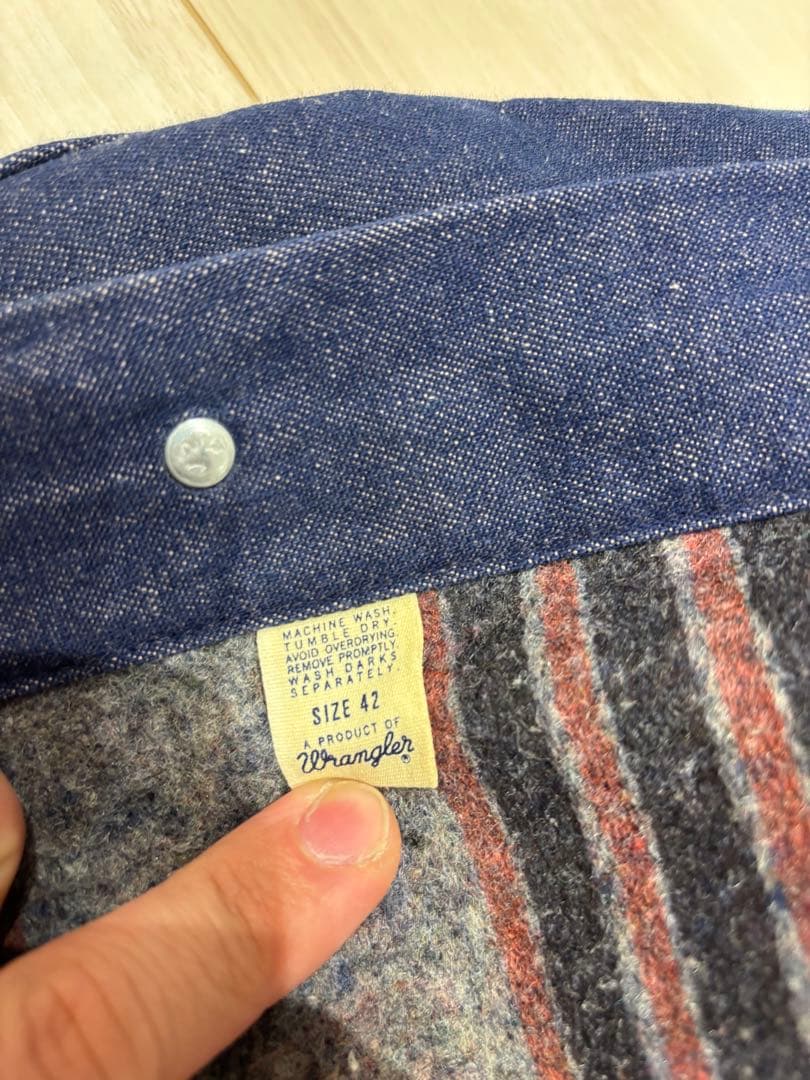 MACHINE WASH.
TUMBLE DRY.
AVOID OVERDRYING.
REMOVE PROMPTLY.
WASH DARKS
SEPARATELY.
SIZE 42
A PRODUCT OF
Wrangler®